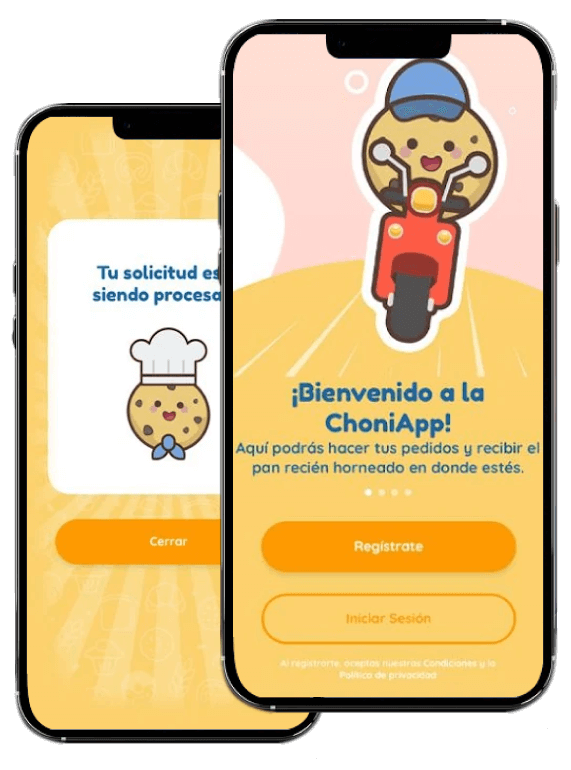 Tu solicitud es
siendo procesa
Cerrar
¡Bienvenido a la
ChoniApp!
Aquí podrás hacer tus pedidos y recibir el
pan recién horneado en donde estés.
Regístrate
Iniciar Sesión
Al registrarte, aceptas nuestras Condiciones y la
Política de privacidad